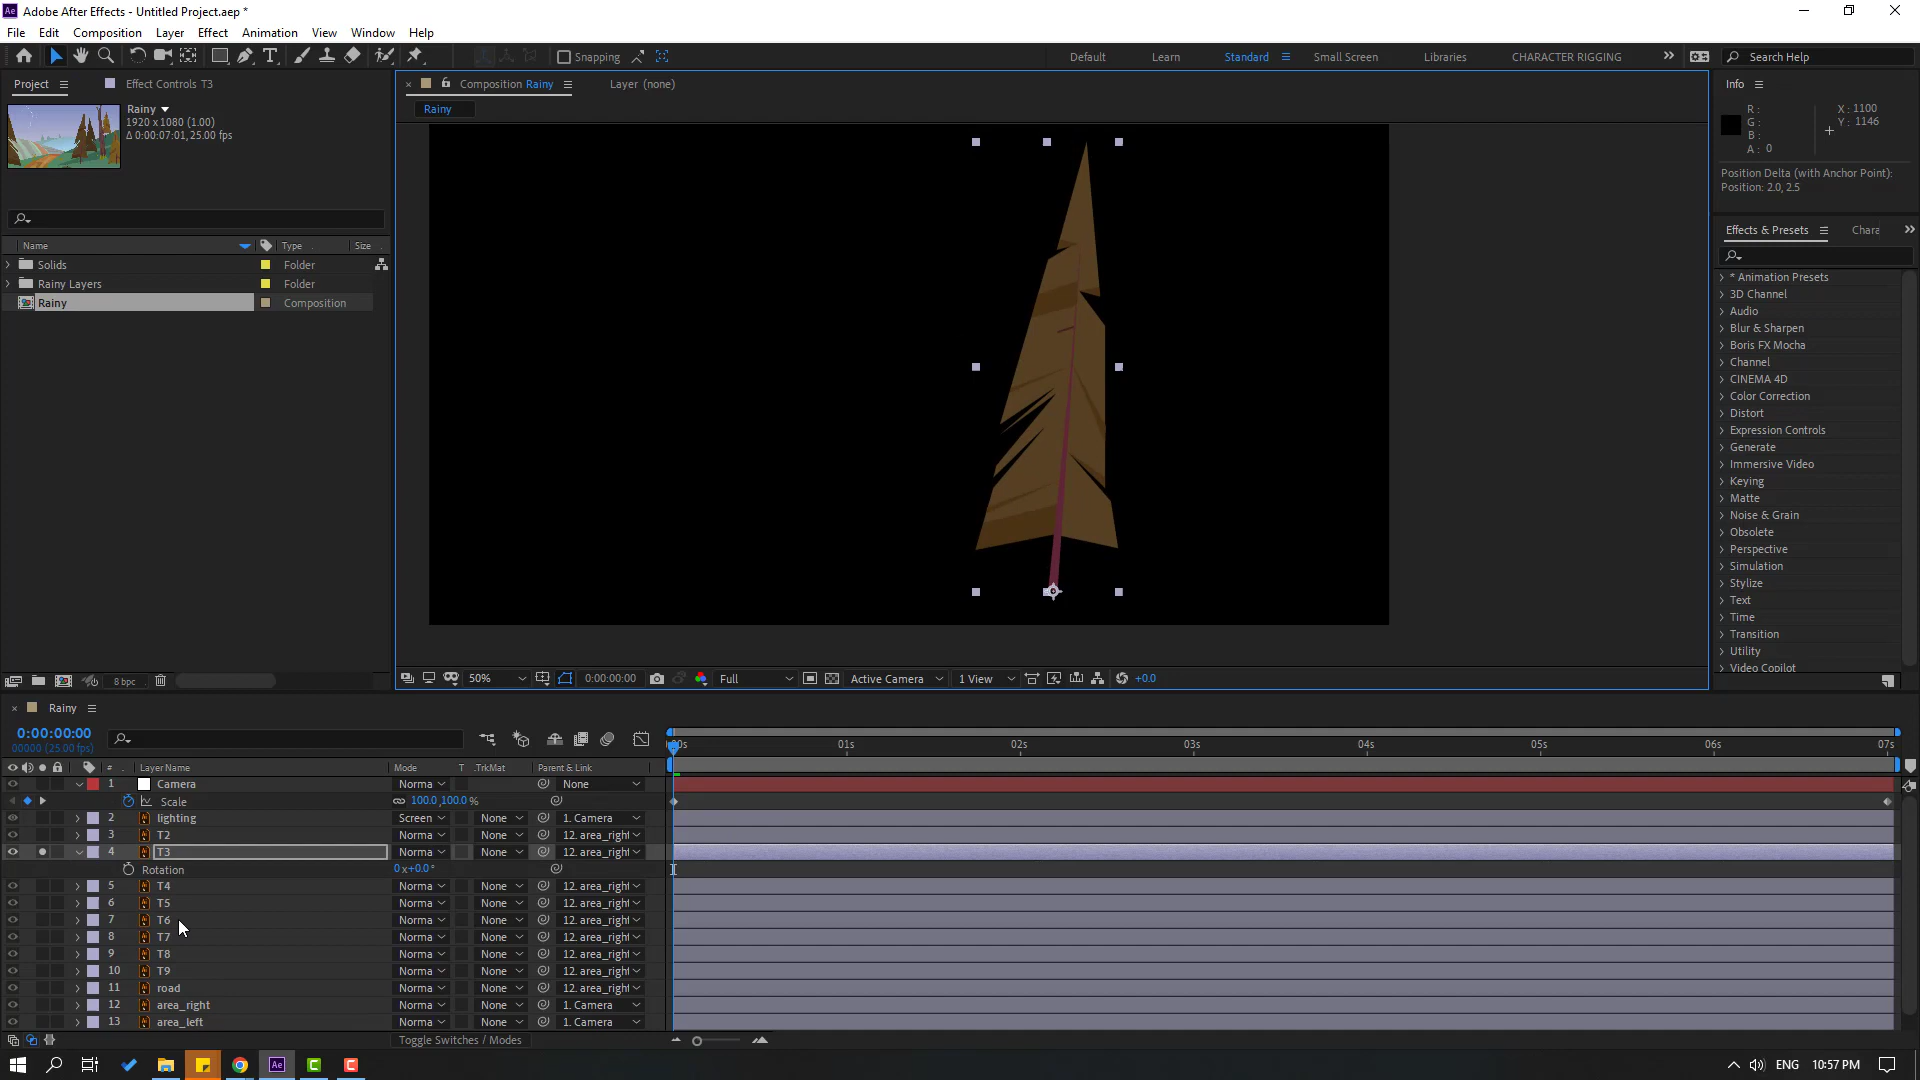 Adobe After Effects - Untitled Project.aep *
File Edit Composition Layer Effect Animation View Window Help
Snapping
Default Learn Standard Small Screen Libraries CHARACTER RIGGING Search Help
Project Effect Controls T3
Composition Rainy Layer (none)
Info
Rainy
1920 x 1080 (1.00)
Δ 0:00:07:01, 25.00 fps
Rainy
R :
G :
B :
A : 0
X : 1100
Y : 1146
Position Delta (with Anchor Point):
Position: 2.0, 2.5
Effects & Presets Chara
Name Type Size
Solids Folder
Rainy Layers Folder
Rainy Composition
* Animation Presets
3D Channel
Audio
Blur & Sharpen
Boris FX Mocha
Channel
CINEMA 4D
Color Correction
Distort
Expression Controls
Generate
Immersive Video
Keying
Matte
Noise & Grain
Obsolete
Perspective
Simulation
Stylize
Text
Time
Transition
Utility
Video Copilot
8 bpc
50% 0:00:00:00 Full Active Camera 1 View +0.0
Rainy
0:00:00:00
00000 (25.00 fps)
:00s 01s 02s 03s 04s 05s 06s 07s
# Layer Name Mode T .TrkMat Parent & Link
1 Camera Norma None
Scale 100.0,100.0 %
2 lighting Screen None 1. Camera
3 T2 Norma None 12. area_right
4 T3 Norma None 12. area_right
Rotation 0x+0.0°
5 T4 Norma None 12. area_right
6 T5 Norma None 12. area_right
7 T6 Norma None 12. area_right
8 T7 Norma None 12. area_right
9 T8 Norma None 12. area_right
10 T9 Norma None 12. area_right
11 road Norma None 12. area_right
12 area_right Norma None 1. Camera
13 area_left Norma None 1. Camera
Toggle Switches / Modes
ENG 10:57 PM